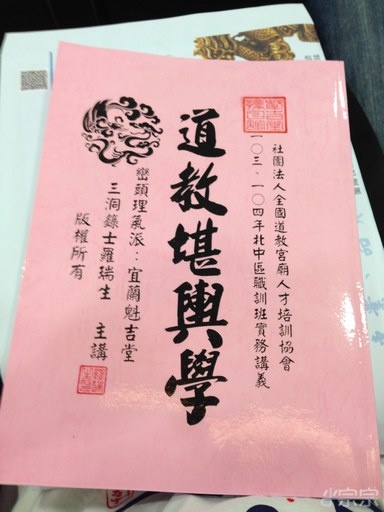 社團法人全國道教宮廟人才培訓協會
一〇三、一〇四年北中區職訓班實務講義
道教堪輿學
巒頭理氣派：宜蘭魁吉堂
三洞籙士羅瑞生 主講
版權所有
小宗宗